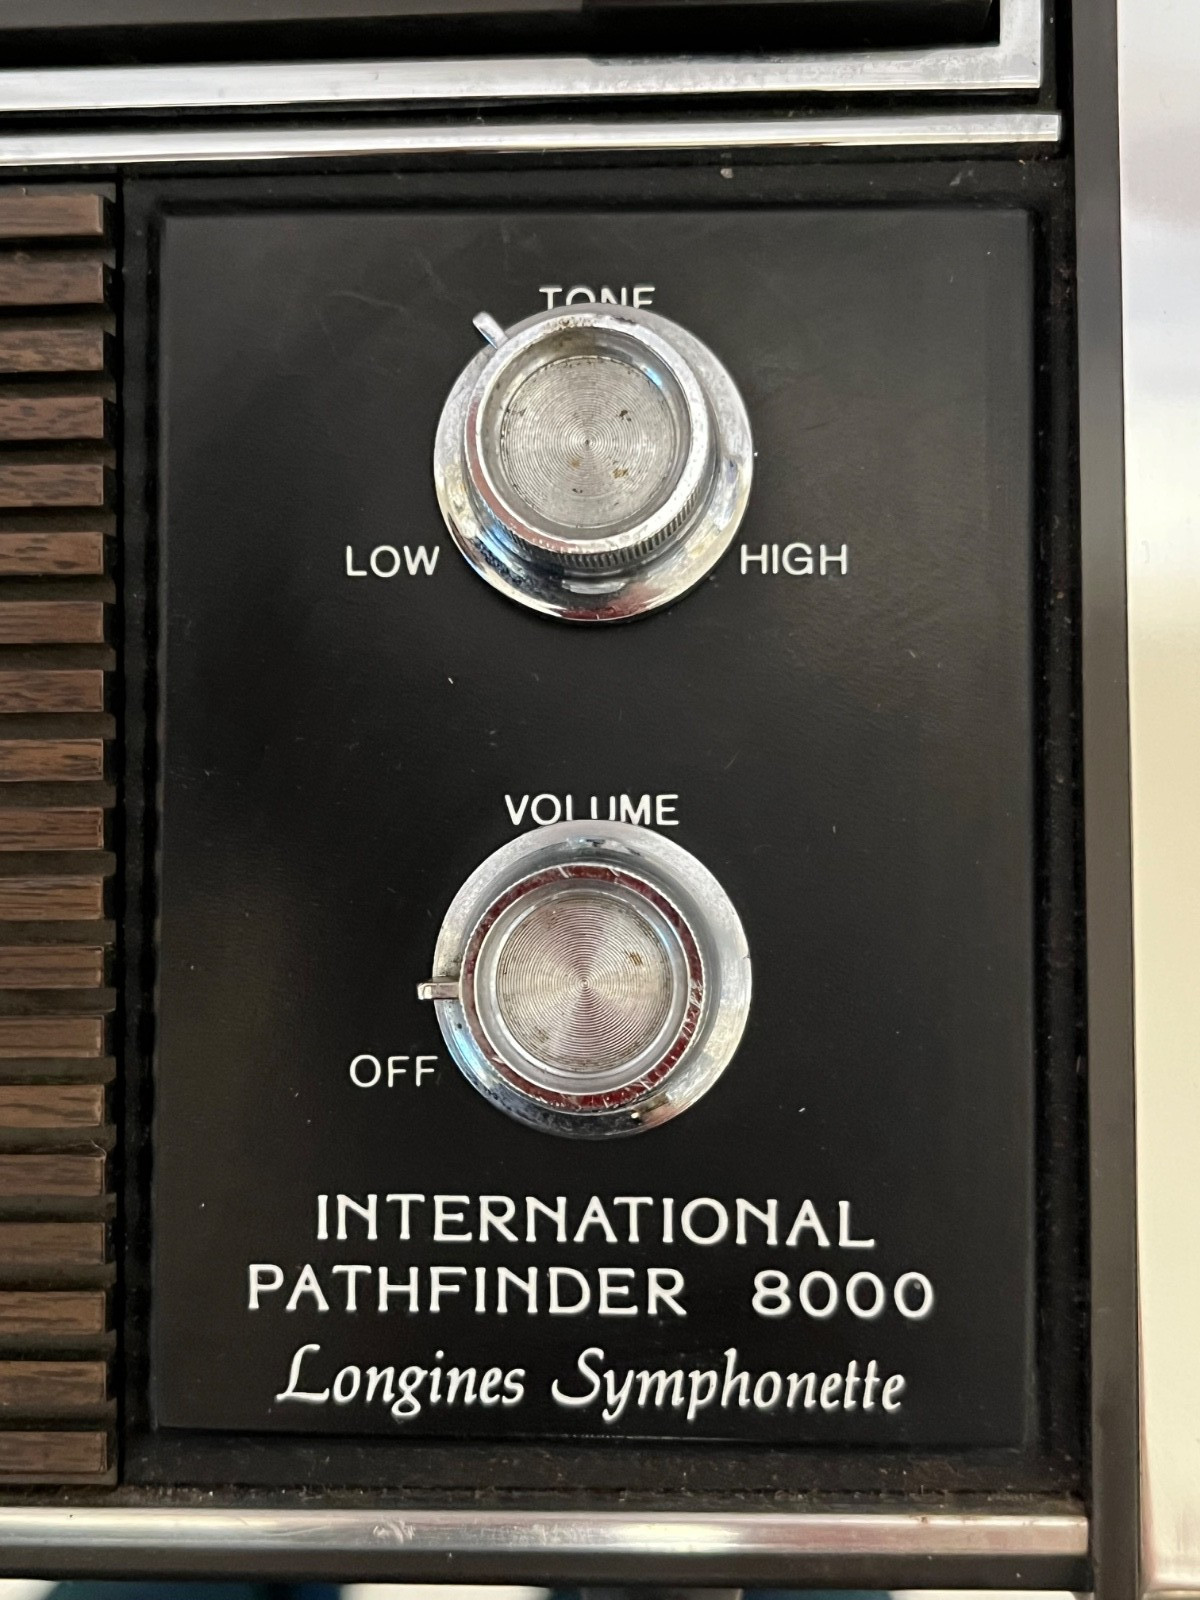 TONE
LOW HIGH
VOLUME
OFF
INTERNATIONAL
PATHFINDER 8000
Longines Symphonette